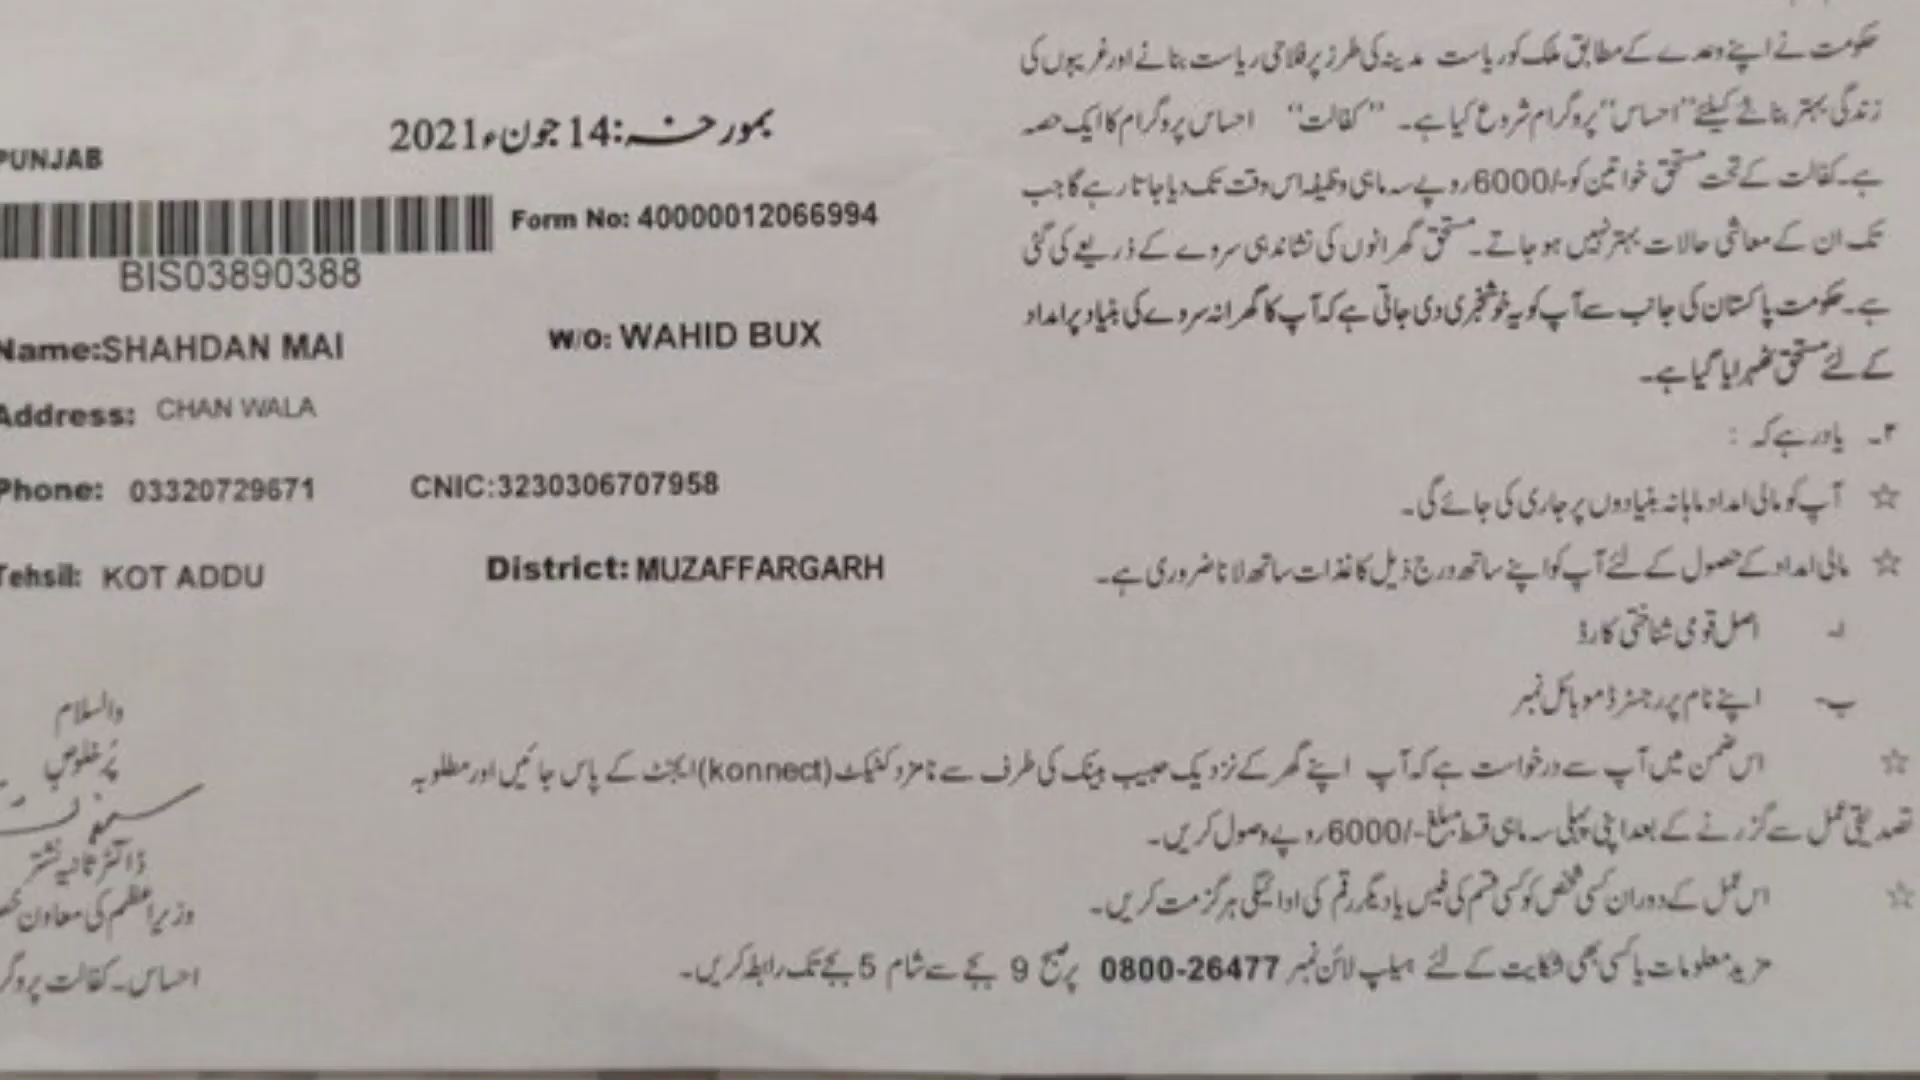 حکومت نے اپنے وعدے کے مطابق ملک کو ریاست مدینہ کی طرز پر فلاحی ریاست بنانے اور غریبوں کی
زندگی بہتر بنانے کیلئے "احساس" پروگرام شروع کیا ہے۔ "کفالت" احساس پروگرام کا ایک حصہ
ہے۔ کفالت کے تحت مستحق خواتین کو -/6000 روپے سہ ماہی وظیفہ اس وقت تک دیا جاتا رہے گا جب
تک ان کے معاشی حالات بہتر نہیں ہو جاتے۔ مستحق گھرانوں کی نشاندہی سروے کے ذریعے کی گئی
ہے۔ حکومت پاکستان کی جانب سے آپ کو یہ خوشخبری دی جاتی ہے کہ آپ کا گھرانہ سروے کی بنیاد پر امداد
کے لئے مستحق ٹھہرایا گیا ہے۔
بمورخہ: 14 جون، 2021
PUNJAB
Form No: 40000012066994
BIS03890388
Name:SHAHDAN MAI w/o: WAHID BUX
Address: CHAN WALA
Phone: 03320729671 CNIC:3230306707958
Tehsil: KOT ADDU District: MUZAFFARGARH
۲۔ یاد رہے کہ :
☆ آپ کو مالی امداد ماہانہ بنیادوں پر جاری کی جائے گی۔
☆ مالی امداد کے حصول کے لئے آپ کو اپنے ساتھ درج ذیل کاغذات ساتھ لانا ضروری ہے۔
ا۔ اصل قومی شناختی کارڈ
ب۔ اپنے نام پر رجسٹرڈ موبائل نمبر
☆ اس ضمن میں آپ سے درخواست ہے کہ آپ اپنے گھر کے نزدیک حبیب بینک کی طرف سے نامزد کنیکٹ (konnect) ایجنٹ کے پاس جائیں اور مطلوبہ
تصدیقی عمل سے گزرنے کے بعد اپنی پہلی سہ ماہی قسط مبلغ -/6000 روپے وصول کریں۔
☆ اس عمل کے دوران کسی شخص کو کسی قسم کی فیس یا دیگر رقم کی ادائیگی ہرگز مت کریں۔
مزید معلومات یا کسی بھی شکایت کے لئے ہیلپ لائن نمبر 0800-26477 پر صبح 9 بجے سے شام 5 بجے تک رابطہ کریں۔
والسلام
پُر خلوص
ڈاکٹر ثانیہ نشتر
وزیراعظم کی معاون
احساس۔ کفالت